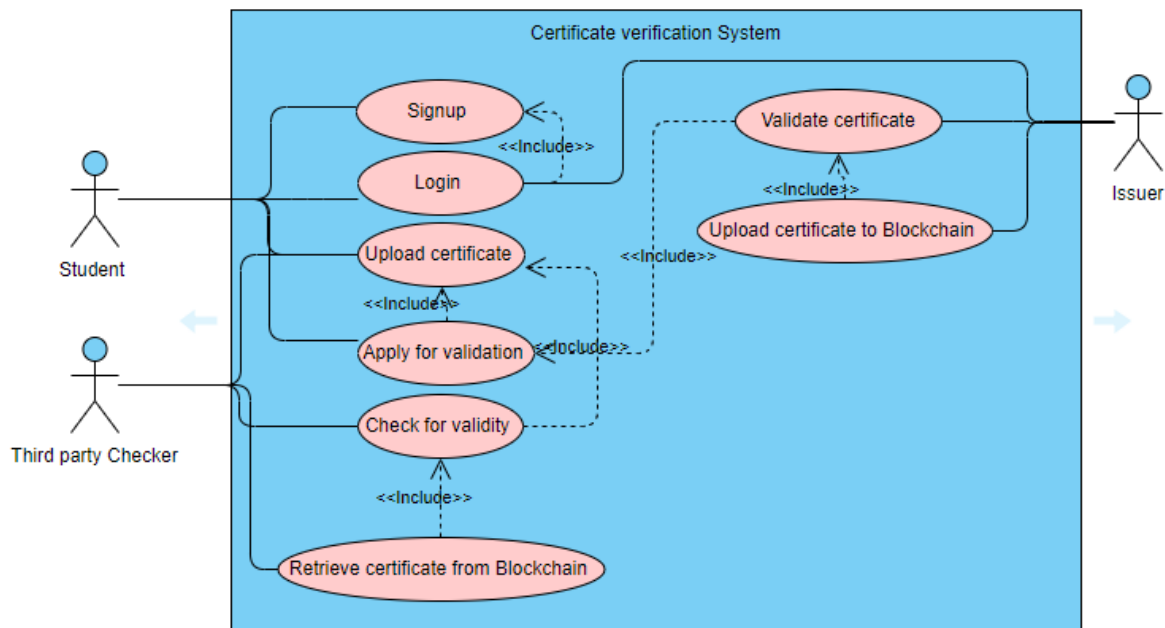 Certificate verification System
Signup
<<Include>>
Login
Validate certificate
<<Include>>
Upload certificate to Blockchain
Issuer
Student
Upload certificate
<<Include>>
<<Include>>
Apply for validation
<<Include>>
Check for validity
Third party Checker
<<Include>>
Retrieve certificate from Blockchain